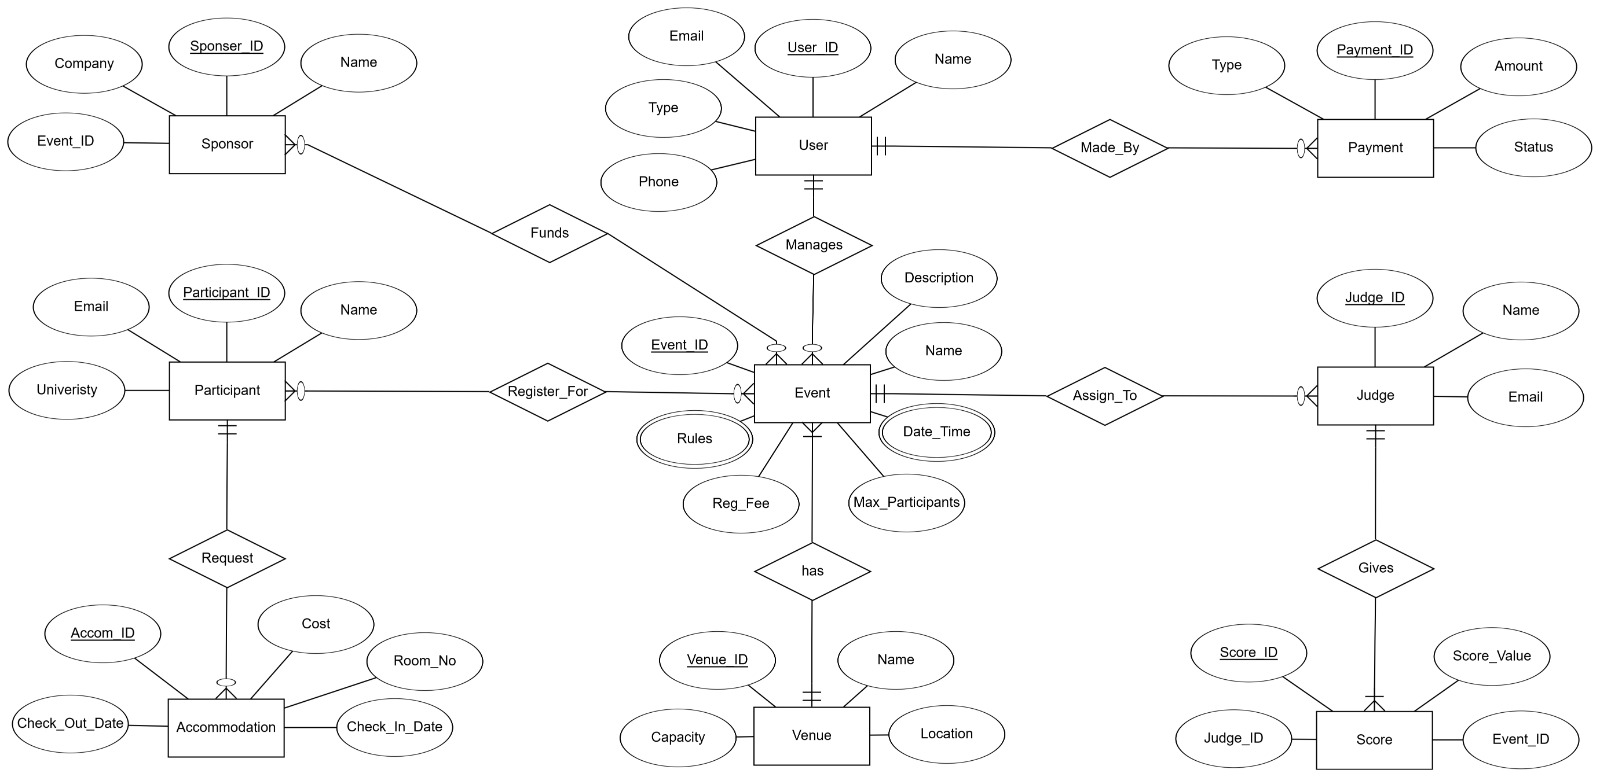 Sponser_ID
Company
Name
Event_ID
Sponsor
Email
User_ID
Name
Type
User
Phone
Payment_ID
Type
Amount
Payment
Status
Made_By
Funds
Manages
Participant_ID
Email
Name
Univeristy
Participant
Register_For
Description
Event_ID
Name
Event
Rules
Date_Time
Reg_Fee
Max_Participants
Assign_To
Judge_ID
Name
Judge
Email
Request
has
Gives
Accom_ID
Cost
Room_No
Check_Out_Date
Accommodation
Check_In_Date
Venue_ID
Name
Capacity
Venue
Location
Score_ID
Score_Value
Judge_ID
Score
Event_ID